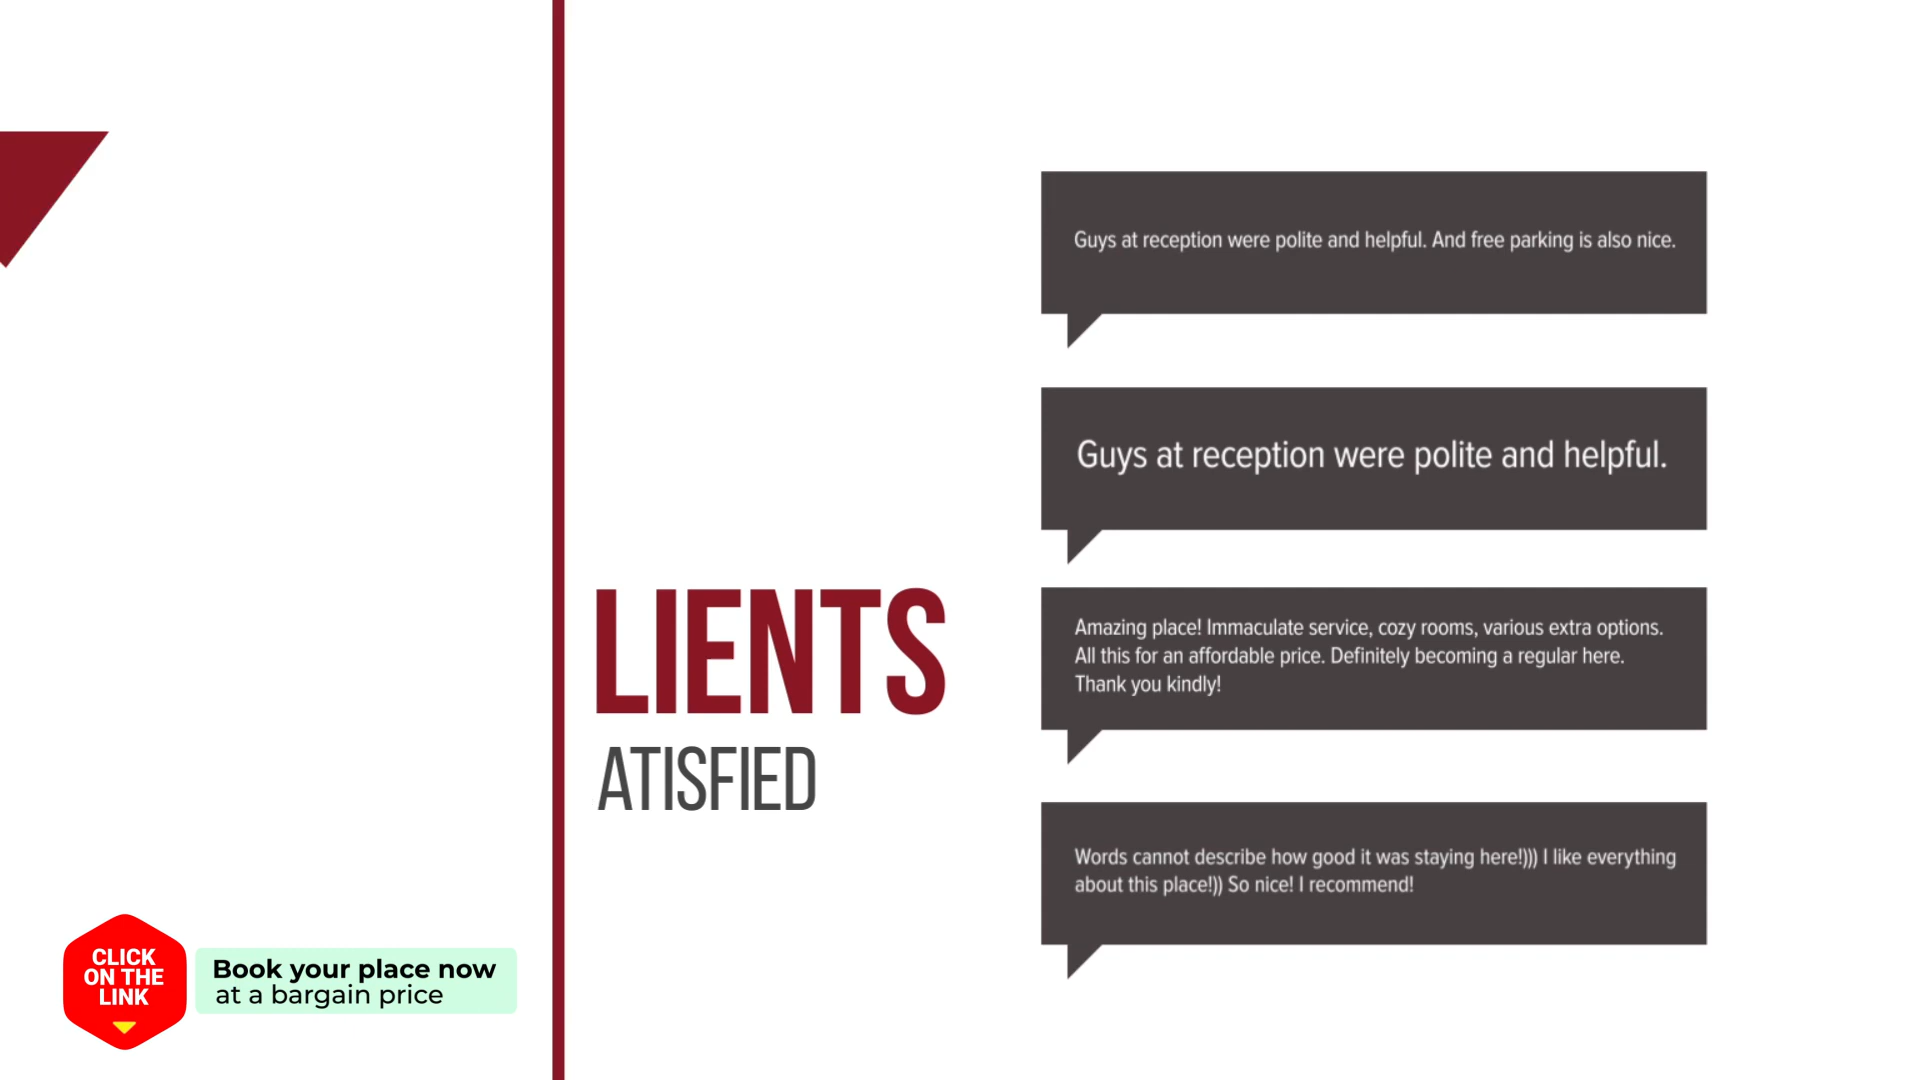 LIENTS
ATISFIED
Guys at reception were polite and helpful. And free parking is also nice.
Guys at reception were polite and helpful.
Amazing place! Immaculate service, cozy rooms, various extra options.
All this for an affordable price. Definitely becoming a regular here.
Thank you kindly!
Words cannot describe how good it was staying here!))) I like everything
about this place!)) So nice! I recommend!
CLICK
ON THE
LINK
Book your place now
at a bargain price